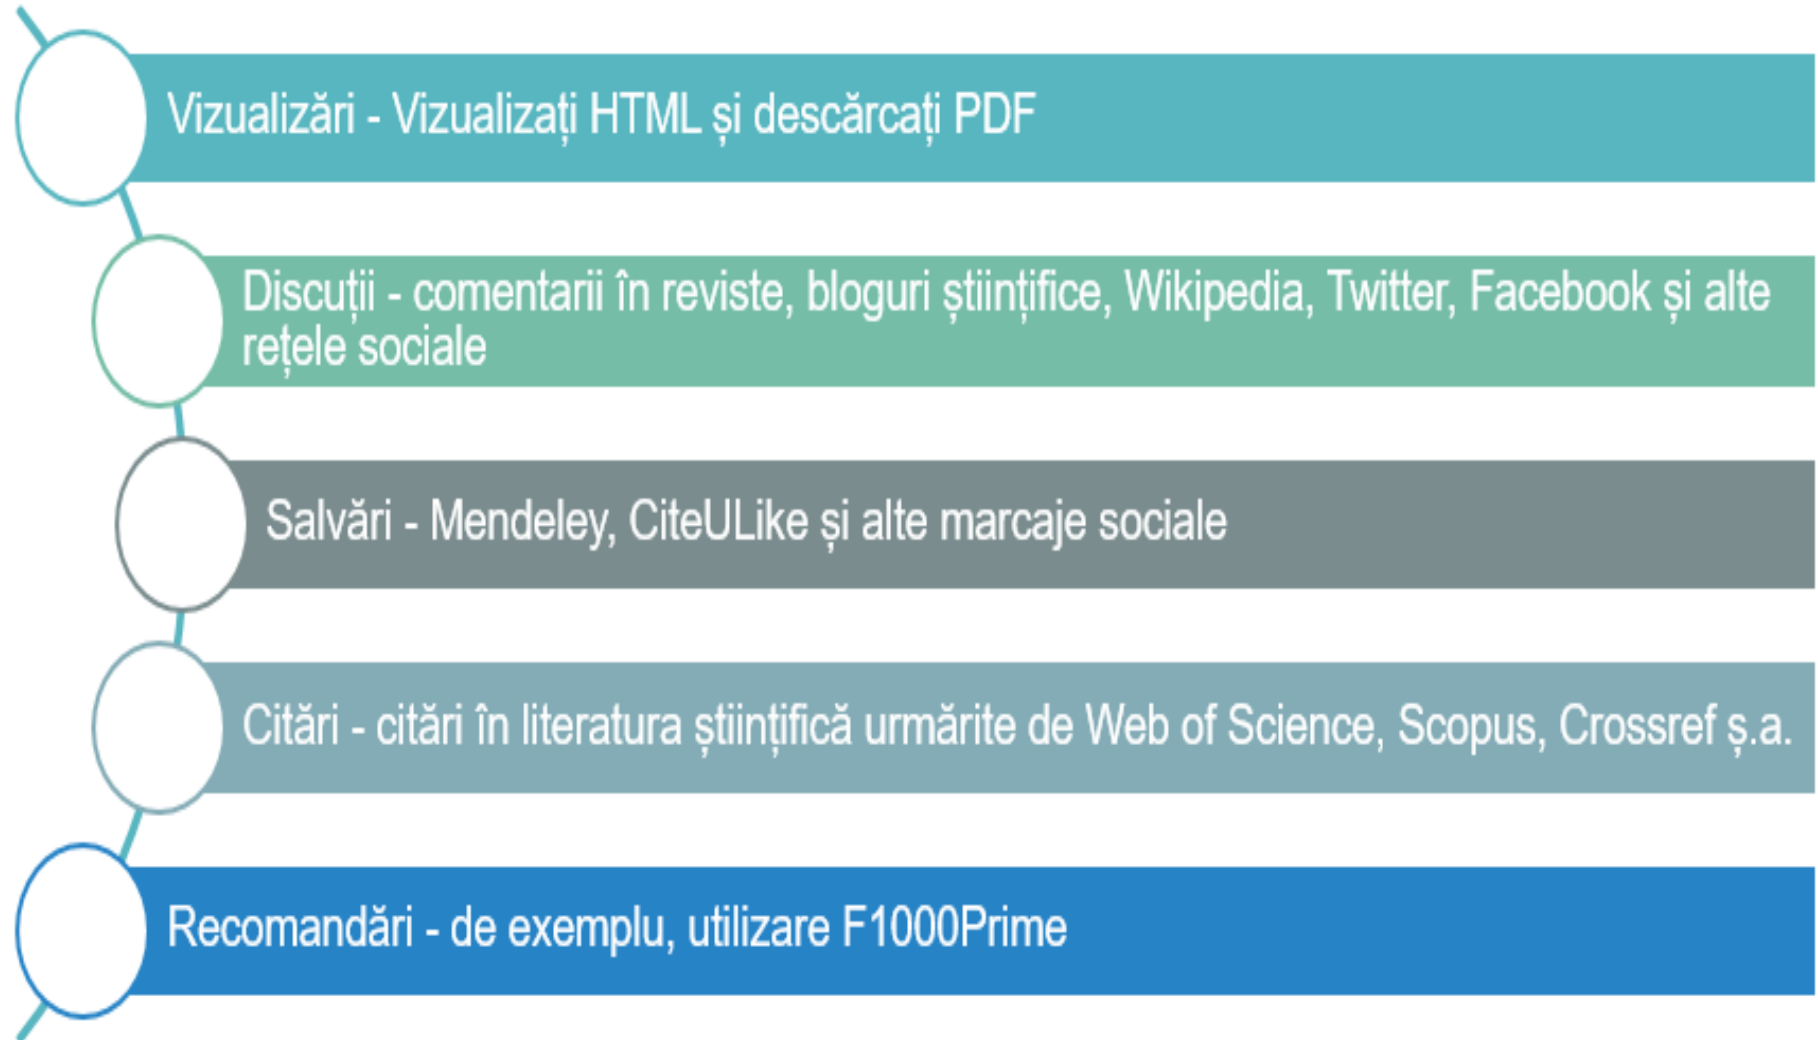 Vizualizări - Vizualizați HTML și descărcați PDF
Discuții - comentarii în reviste, bloguri științifice, Wikipedia, Twitter, Facebook și alte
rețele sociale
Salvări - Mendeley, CiteULike și alte marcaje sociale
Citări - citări în literatura științifică urmărite de Web of Science, Scopus, Crossref ș.a.
Recomandări - de exemplu, utilizare F1000Prime